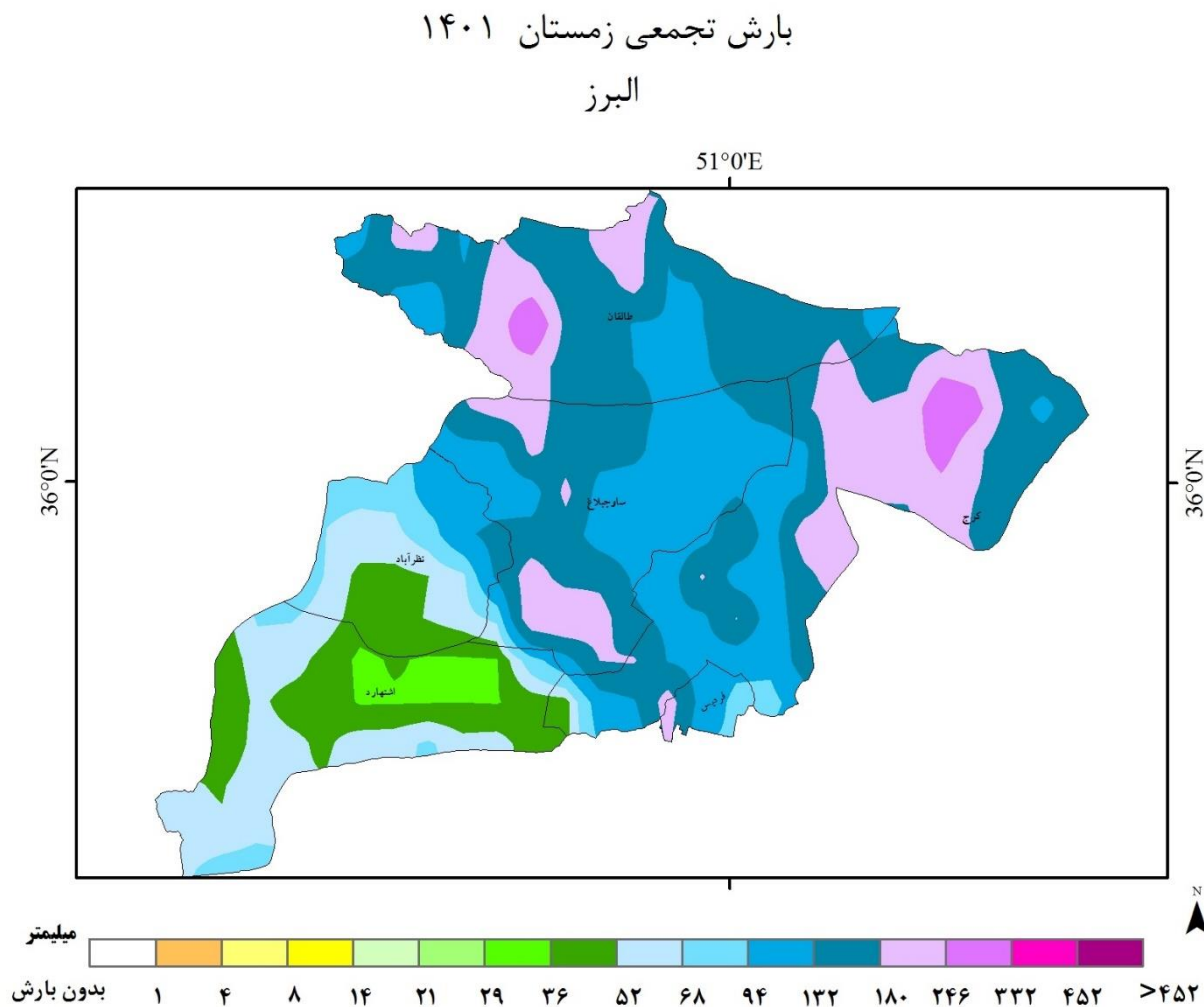 بارش تجمعی زمستان ۱۴۰۱
البرز
51°0'E
36°0'N
36°0'N
طالقان
ساوجبلاغ
کرج
نظرآباد
اشتهارد
فردیس
N
میلیمتر
بدون بارش ۱ ۴ ۸ ۱۴ ۲۱ ۲۹ ۳۶ ۵۲ ۶۸ ۹۴ ۱۳۲ ۱۸۰ ۲۴۶ ۳۳۲ ۴۵۲ >۴۵۲